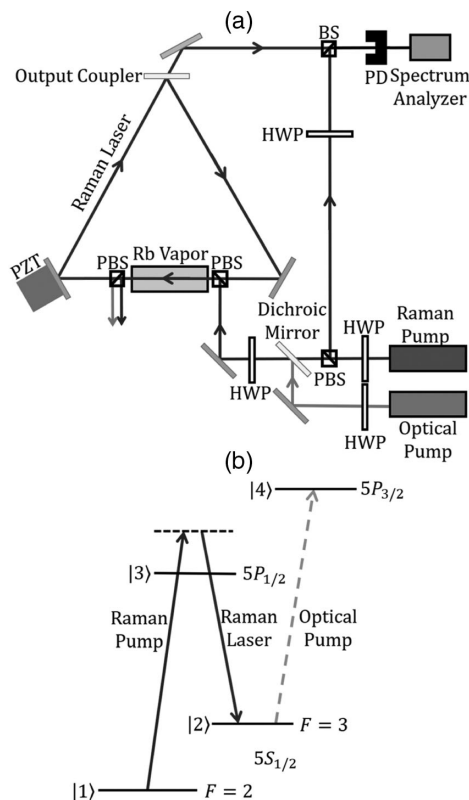 (a)
BS
Output Coupler
PD
Spectrum
Analyzer
HWP
Raman Laser
PZT
PBS
Rb Vapor
PBS
Dichroic
Mirror
HWP
Raman
Pump
HWP
PBS
Optical
Pump
HWP
(b)
|4⟩
5P3/2
|3⟩
5P1/2
Raman
Pump
Raman
Laser
Optical
Pump
|2⟩
F = 3
5S1/2
|1⟩
F = 2